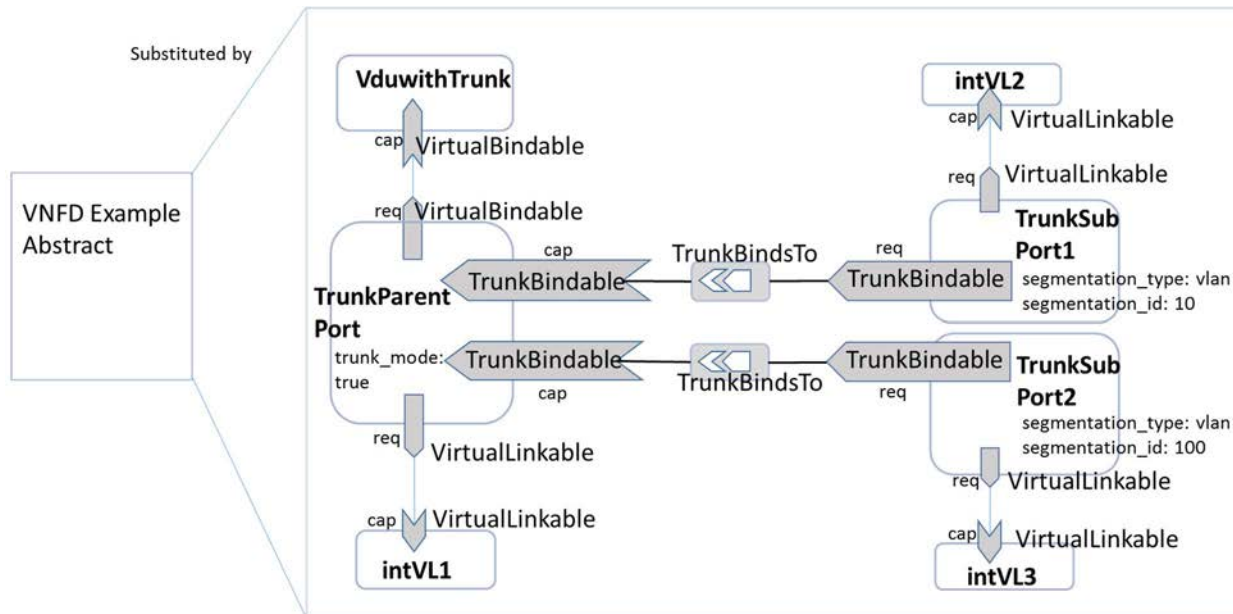 Substituted by
VNFD Example
Abstract
VduwithTrunk
cap
VirtualBindable
req
VirtualBindable
TrunkParent
Port
trunk_mode:
true
cap
TrunkBindable
TrunkBindsTo
req
TrunkBindable
TrunkBindable
cap
TrunkBindsTo
TrunkBindable
req
req
VirtualLinkable
cap
VirtualLinkable
intVL1
intVL2
cap
VirtualLinkable
req
VirtualLinkable
TrunkSub
Port1
segmentation_type: vlan
segmentation_id: 10
TrunkSub
Port2
segmentation_type: vlan
segmentation_id: 100
req
VirtualLinkable
cap
VirtualLinkable
intVL3